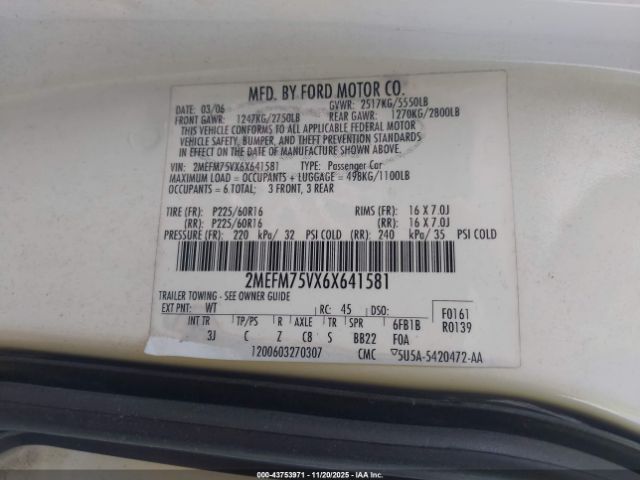 MFD. BY FORD MOTOR CO.
DATE: 03/06 GVWR: 2517KG/5550LB
FRONT GAWR: 1247KG/2750LB REAR GAWR: 1270KG/2800LB
THIS VEHICLE CONFORMS TO ALL APPLICABLE FEDERAL MOTOR
VEHICLE SAFETY, BUMPER, AND THEFT PREVENTION STANDARDS
IN EFFECT ON THE DATE OF MANUFACTURE SHOWN ABOVE.
VIN: 2MEFM75VX6X641581 TYPE: Passenger Car
MAXIMUM LOAD = OCCUPANTS + LUGGAGE = 498KG/1100LB
OCCUPANTS = 6 TOTAL; 3 FRONT, 3 REAR
TIRE (FR): P225/60R16 RIMS (FR): 16 X 7.0J
(RR): P225/60R16 (RR): 16 X 7.0J
PRESSURE (FR): 220 kPa/ 32 PSI COLD (RR): 240 kPa/ 35 PSI COLD
2MEFM75VX6X641581
TRAILER TOWING - SEE OWNER GUIDE
EXT PNT: WT RC: 45 DSO: F0161
INT TR TP/PS R AXLE TR SPR 6FB1B R0139
3J C Z C8 S BB22 F0A
1200603270307 CMC ▽5U5A-5420472-AA
00-43753971 - 11/20/2025 - IAAI / CDAC